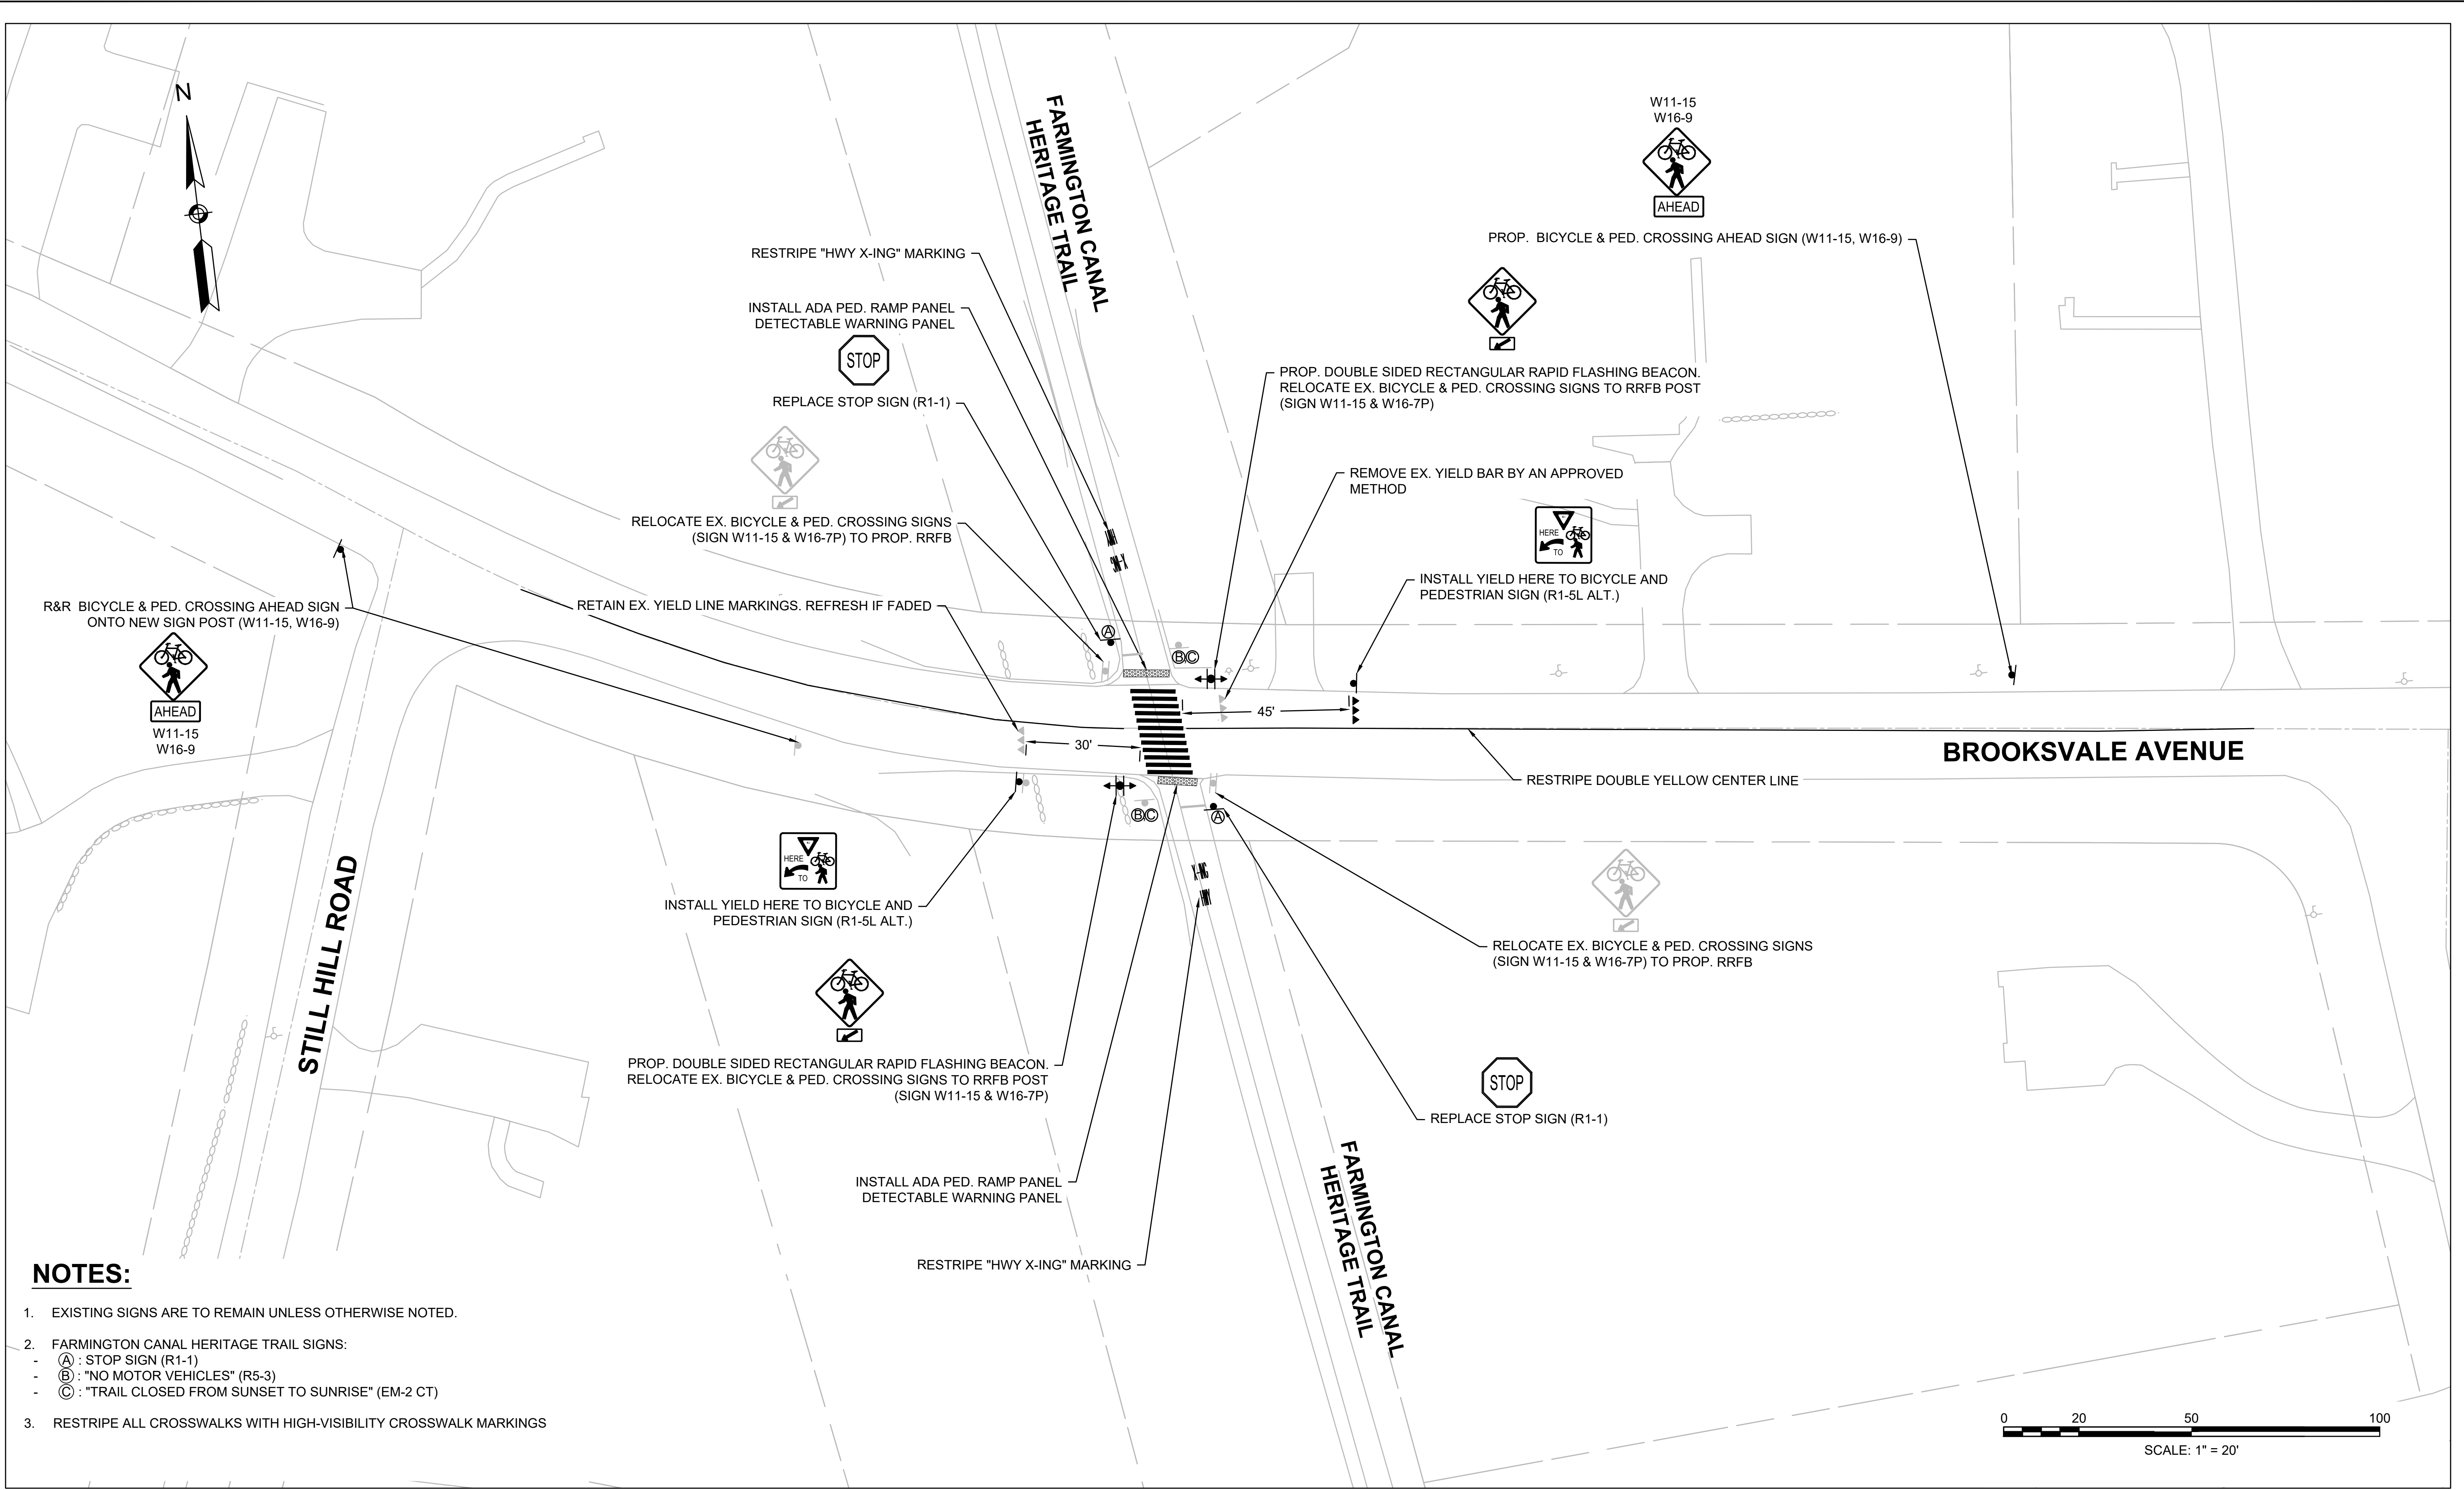 N
FARMINGTON CANAL
HERITAGE TRAIL
W11-15
W16-9
AHEAD
PROP. BICYCLE & PED. CROSSING AHEAD SIGN (W11-15, W16-9)
RESTRIPE "HWY X-ING" MARKING
INSTALL ADA PED. RAMP PANEL
DETECTABLE WARNING PANEL
STOP
REPLACE STOP SIGN (R1-1)
PROP. DOUBLE SIDED RECTANGULAR RAPID FLASHING BEACON.
RELOCATE EX. BICYCLE & PED. CROSSING SIGNS TO RRFB POST
(SIGN W11-15 & W16-7P)
REMOVE EX. YIELD BAR BY AN APPROVED
METHOD
RELOCATE EX. BICYCLE & PED. CROSSING SIGNS
(SIGN W11-15 & W16-7P) TO PROP. RRFB
HERE
TO
INSTALL YIELD HERE TO BICYCLE AND
PEDESTRIAN SIGN (R1-5L ALT.)
R&R BICYCLE & PED. CROSSING AHEAD SIGN
ONTO NEW SIGN POST (W11-15, W16-9)
AHEAD
W11-15
W16-9
RETAIN EX. YIELD LINE MARKINGS. REFRESH IF FADED
A
B C
45'
30'
BROOKSVALE AVENUE
RESTRIPE DOUBLE YELLOW CENTER LINE
B C
A
HERE
TO
INSTALL YIELD HERE TO BICYCLE AND
PEDESTRIAN SIGN (R1-5L ALT.)
STILL HILL ROAD
RELOCATE EX. BICYCLE & PED. CROSSING SIGNS
(SIGN W11-15 & W16-7P) TO PROP. RRFB
PROP. DOUBLE SIDED RECTANGULAR RAPID FLASHING BEACON.
RELOCATE EX. BICYCLE & PED. CROSSING SIGNS TO RRFB POST
(SIGN W11-15 & W16-7P)
STOP
REPLACE STOP SIGN (R1-1)
INSTALL ADA PED. RAMP PANEL
DETECTABLE WARNING PANEL
RESTRIPE "HWY X-ING" MARKING
FARMINGTON CANAL
HERITAGE TRAIL
NOTES:
1. EXISTING SIGNS ARE TO REMAIN UNLESS OTHERWISE NOTED.
2. FARMINGTON CANAL HERITAGE TRAIL SIGNS:
- A : STOP SIGN (R1-1)
- B : "NO MOTOR VEHICLES" (R5-3)
- C : "TRAIL CLOSED FROM SUNSET TO SUNRISE" (EM-2 CT)
3. RESTRIPE ALL CROSSWALKS WITH HIGH-VISIBILITY CROSSWALK MARKINGS
0 20 50 100
SCALE: 1" = 20'